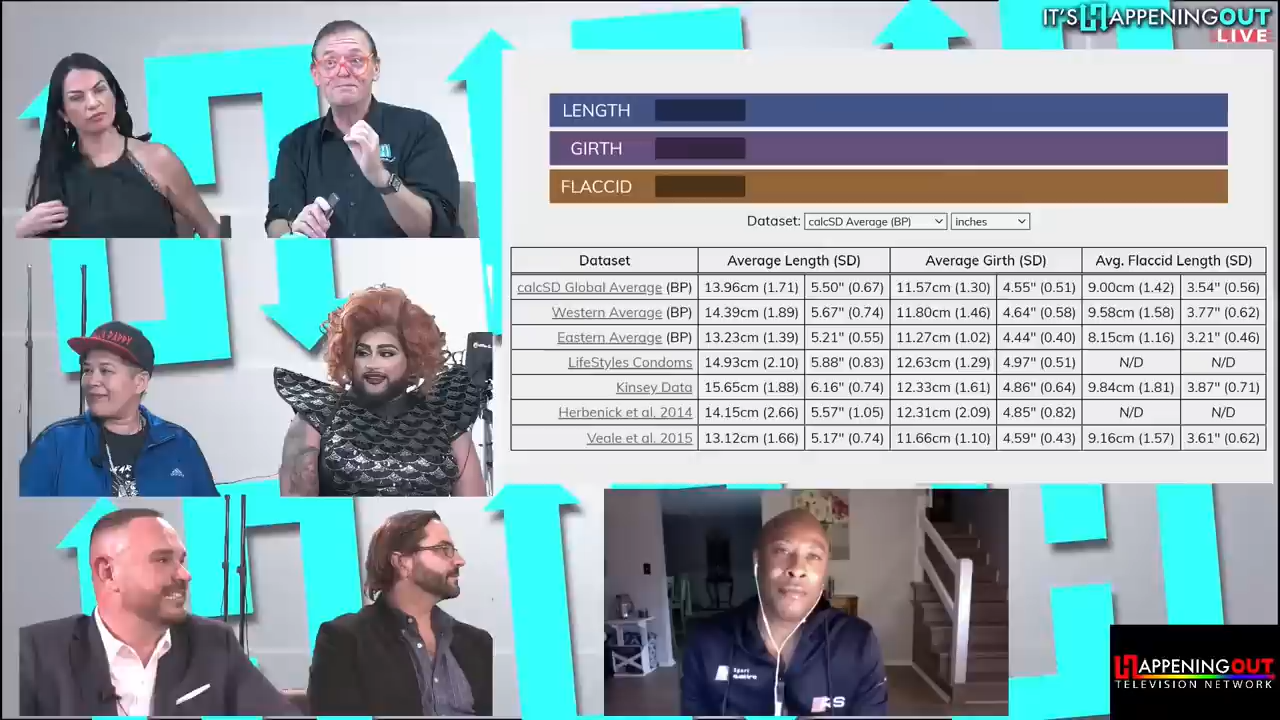 IT'S HAPPENINGOUT
LIVE
LENGTH
GIRTH
FLACCID
Dataset: calcSD Average (BP) inches
Dataset Average Length (SD) Average Girth (SD) Avg. Flaccid Length (SD)
calcSD Global Average (BP) 13.96cm (1.71) 5.50" (0.67) 11.57cm (1.30) 4.55" (0.51) 9.00cm (1.42) 3.54" (0.56)
Western Average (BP) 14.39cm (1.89) 5.67" (0.74) 11.80cm (1.46) 4.64" (0.58) 9.58cm (1.58) 3.77" (0.62)
Eastern Average (BP) 13.23cm (1.39) 5.21" (0.55) 11.27cm (1.02) 4.44" (0.40) 8.15cm (1.16) 3.21" (0.46)
LifeStyles Condoms 14.93cm (2.10) 5.88" (0.83) 12.63cm (1.29) 4.97" (0.51) N/D N/D
Kinsey Data 15.65cm (1.88) 6.16" (0.74) 12.33cm (1.61) 4.86" (0.64) 9.84cm (1.81) 3.87" (0.71)
Herbenick et al. 2014 14.15cm (2.66) 5.57" (1.05) 12.31cm (2.09) 4.85" (0.82) N/D N/D
Veale et al. 2015 13.12cm (1.66) 5.17" (0.74) 11.66cm (1.10) 4.59" (0.43) 9.16cm (1.57) 3.61" (0.62)
adidas
HAPPENINGOUT
TELEVISION NETWORK